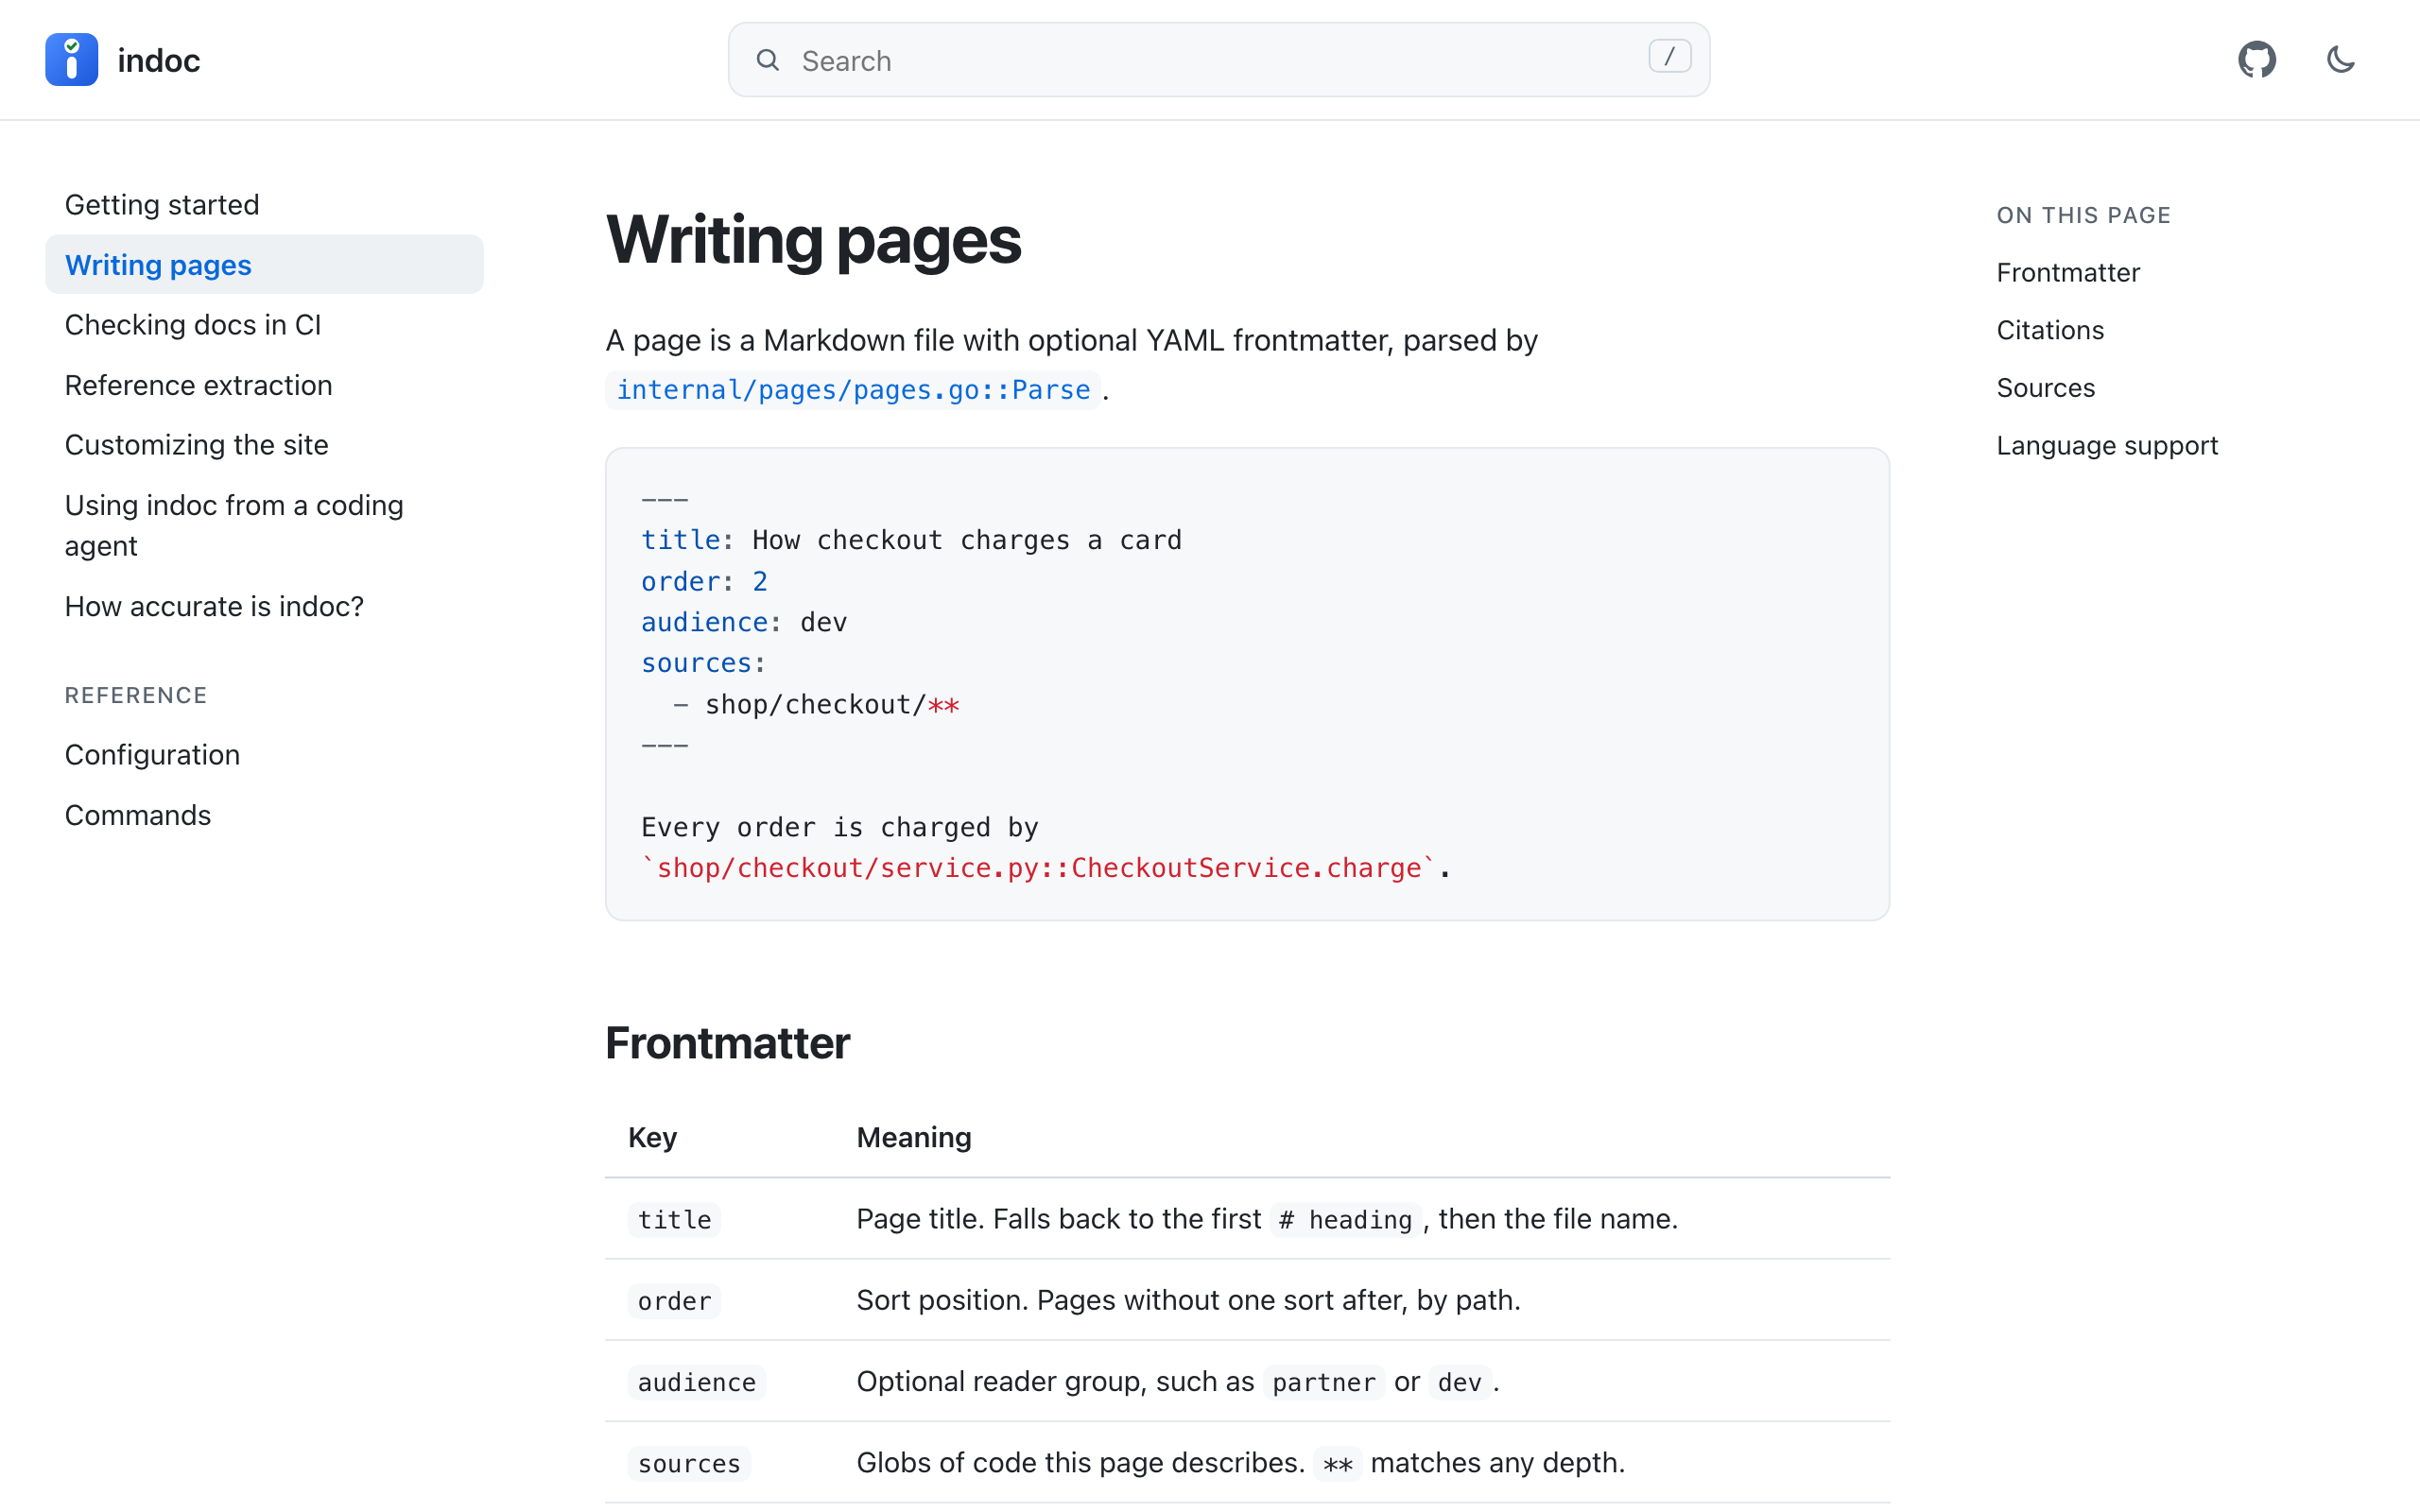 indoc
Search
/
Getting started
Writing pages
Checking docs in CI
Reference extraction
Customizing the site
Using indoc from a coding
agent
How accurate is indoc?
REFERENCE
Configuration
Commands
Writing pages
A page is a Markdown file with optional YAML frontmatter, parsed by
internal/pages/pages.go::Parse.
---
title: How checkout charges a card
order: 2
audience: dev
sources:
  - shop/checkout/**
---
Every order is charged by
`shop/checkout/service.py::CheckoutService.charge`.
Frontmatter
Key Meaning
title Page title. Falls back to the first # heading, then the file name.
order Sort position. Pages without one sort after, by path.
audience Optional reader group, such as partner or dev.
sources Globs of code this page describes. ** matches any depth.
ON THIS PAGE
Frontmatter
Citations
Sources
Language support